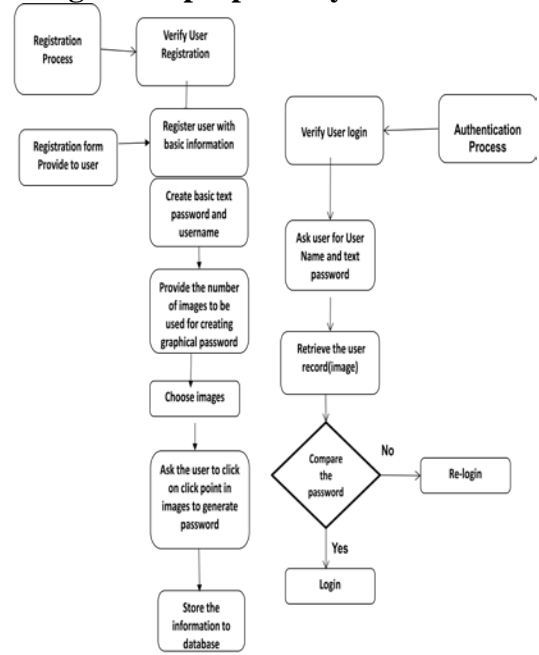 Registration
Process
Verify User
Registration
Registration form
Provide to user
Register user with
basic information
Create basic text
password and
username
Provide the number
of images to be
used for creating
graphical password
Choose images
Ask the user to click
on click point in
images to generate
password
Store the
information to
database
Verify User login
Authentication
Process
Ask user for User
Name and text
password
Retrieve the user
record(image)
Compare
the
password
No
Re-login
Yes
Login